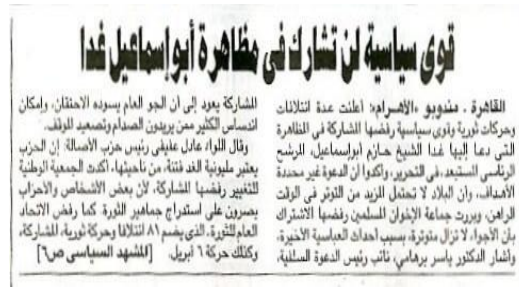 قوى سياسية لن تشارك فى مظاهرة أبو إسماعيل غدا
القاهرة . مندوبو «الأهرام»: أعلنت عدة ائتلافات
وحركات ثورية وقوى سياسية رفضها المشاركة فى المظاهرة
التى دعا إليها غدا الشيخ حازم أبو إسماعيل، المرشح
الرئاسي المستبعد، فى التحرير، وأكدوا أن الدعوة غير محددة
الأهداف، وأن البلاد لا تحتمل المزيد من التوتر فى الوقت
الراهن، وبررت جماعة الإخوان المسلمين رفضها الاشتراك
بأن الأجواء، لا تزال متوترة، بسبب أحداث العباسية الأخيرة،
وأشار الدكتور ياسر برهامي، نائب رئيس الدعوة السلفية،
المشاركة يعود إلى أن الجو العام يسوده الاحتقان، وإمكان
اندساس الكثير ممن يريدون الصدام وتصعيد الموقف.
وقال اللواء عادل عفيفى رئيس حزب الأصالة: إن الحزب
يعتبر مليونية الغد فتنة، من ناحيتها، أكدت الجمعية الوطنية
للتغيير رفضها المشاركة، لأن بعض الأشخاص والأحزاب
يصرون على استدراج جماهير الثورة. كما رفض الاتحاد
العام للثورة، الذى يضم ٨١ ائتلافا وحركة ثورية، المشاركة،
وكذلك حركة ٦ أبريل. [المشهد السياسى ص٦]